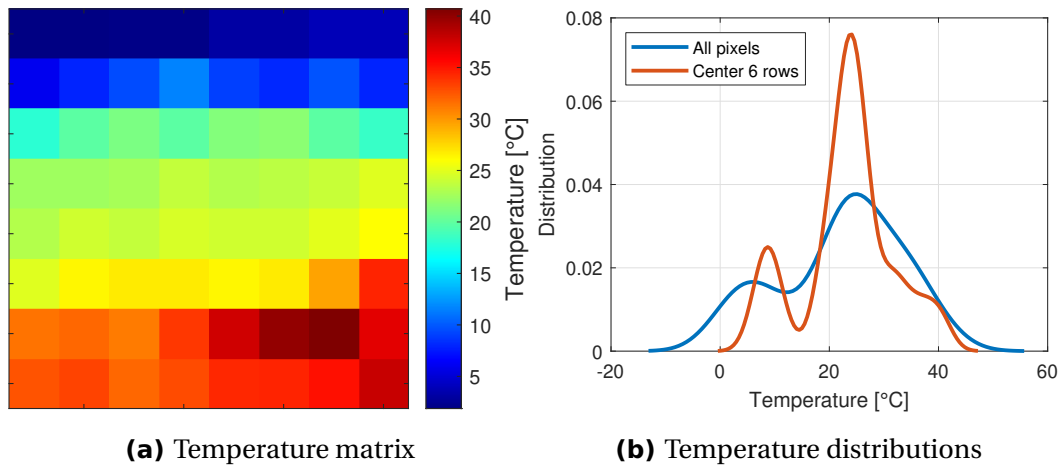 40
35
30
25
20
15
10
5
Temperature [°C]
(a) Temperature matrix
0.08
0.06
0.04
0.02
0
Distribution
All pixels
Center 6 rows
-20 0 20 40 60
Temperature [°C]
(b) Temperature distributions